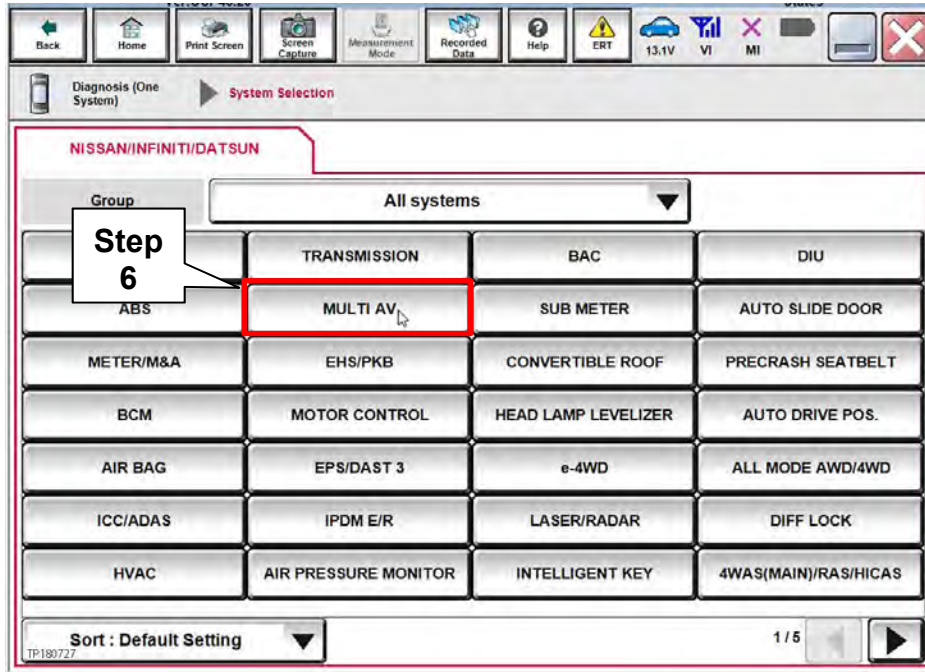 Back
Home
Print Screen
Screen Capture
Measurement Mode
Recorded Data
Help
ERT
13.1V
VI
MI
Diagnosis (One System)
System Selection
NISSAN/INFINITI/DATSUN
Group
All systems
Step 6
TRANSMISSION
BAC
DIU
ABS
MULTI AV
SUB METER
AUTO SLIDE DOOR
METER/M&A
EHS/PKB
CONVERTIBLE ROOF
PRECRASH SEATBELT
BCM
MOTOR CONTROL
HEAD LAMP LEVELIZER
AUTO DRIVE POS.
AIR BAG
EPS/DAST 3
e-4WD
ALL MODE AWD/4WD
ICC/ADAS
IPDM E/R
LASER/RADAR
DIFF LOCK
HVAC
AIR PRESSURE MONITOR
INTELLIGENT KEY
4WAS(MAIN)/RAS/HICAS
Sort : Default Setting
1/5
TP180727